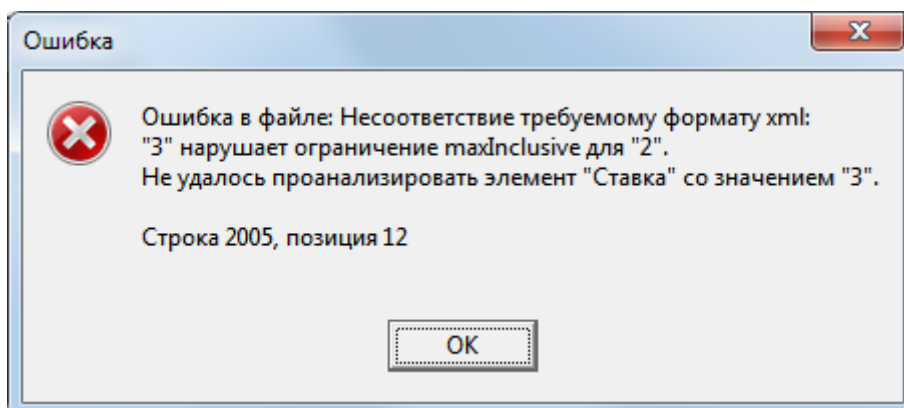 Ошибка
Ошибка в файле: Несоответствие требуемому формату xml:
"3" нарушает ограничение maxInclusive для "2".
Не удалось проанализировать элемент "Ставка" со значением "3".
Строка 2005, позиция 12
OK